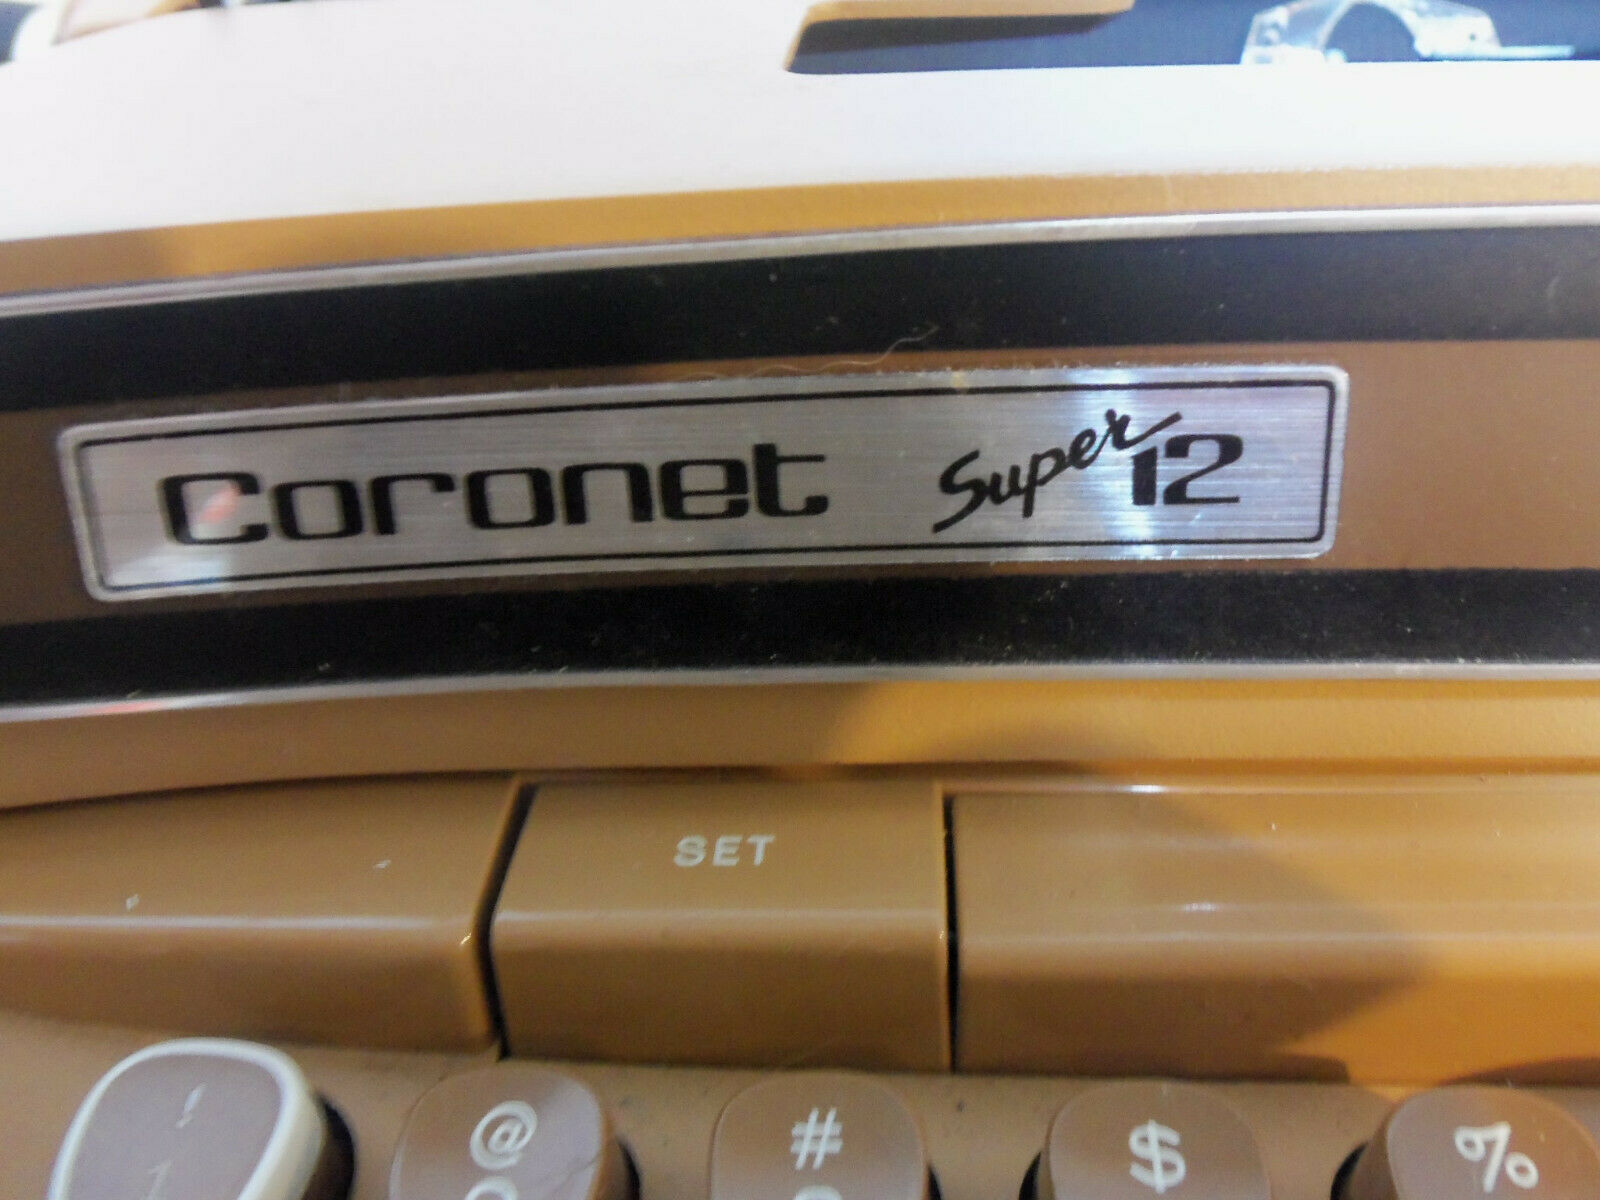 Coronet Super 12
SET
@ # $ %